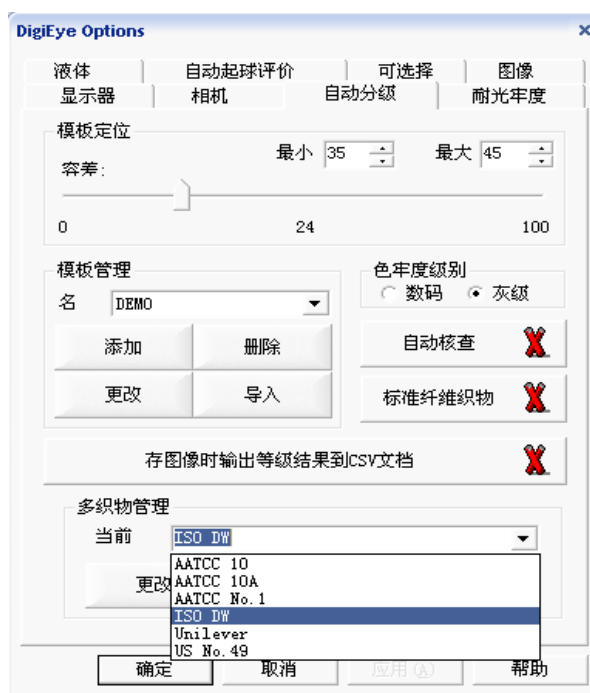 DigiEye Options
液体 自动起球评价 可选择 图像
显示器 相机 自动分级 耐光牢度
模板定位
容差: 最小 35 最大 45
0 24 100
模板管理 色牢度级别
名 DEMO 数码 灰级
添加 删除 自动核查
更改 导入 标准纤维织物
存图像时输出等级结果到CSV文档
多织物管理
当前 ISO DW
更改
AATCC 10
AATCC 10A
AATCC No.1
ISO DW
Unilever
US No.49
确定 取消 应用(A) 帮助